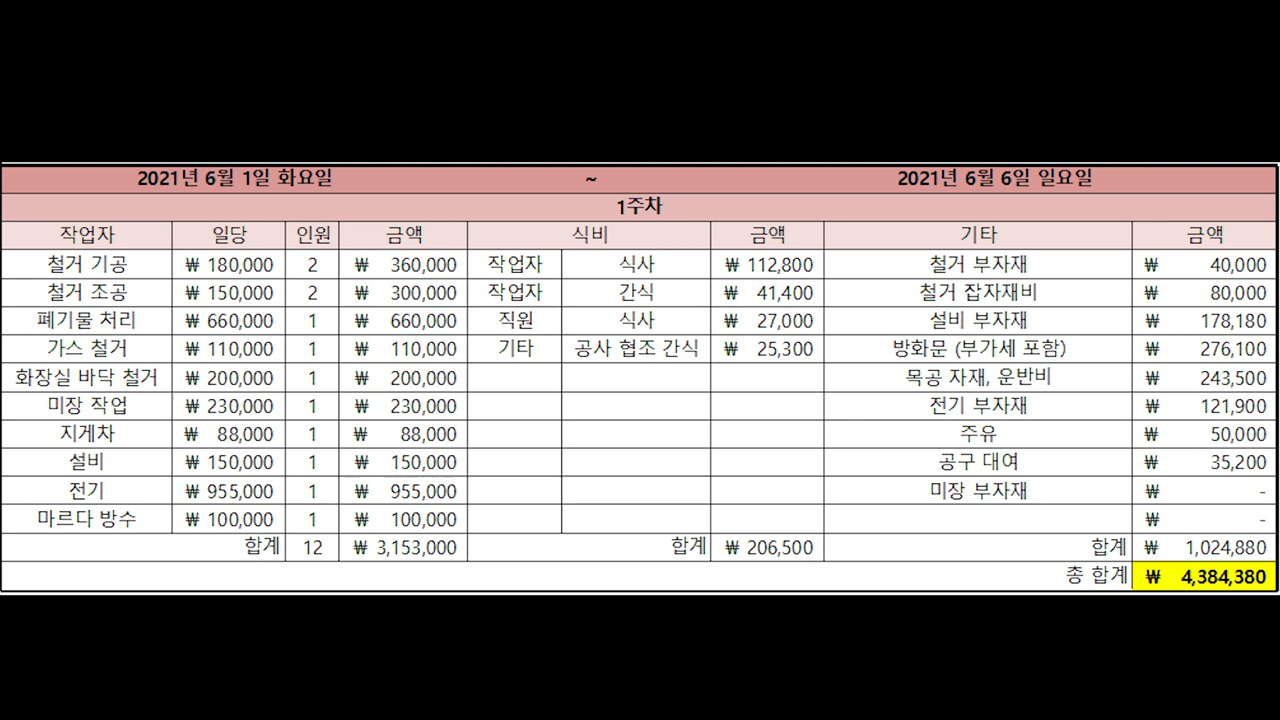 2021년 6월 1일 화요일 ~ 2021년 6월 6일 일요일
1주차
작업자 일당 인원 금액 식비 금액 기타 금액
철거 기공 ₩ 180,000 2 ₩ 360,000 작업자 식사 ₩ 112,800 철거 부자재 ₩ 40,000
철거 조공 ₩ 150,000 2 ₩ 300,000 작업자 간식 ₩ 41,400 철거 잡자재비 ₩ 80,000
폐기물 처리 ₩ 660,000 1 ₩ 660,000 직원 식사 ₩ 27,000 설비 부자재 ₩ 178,180
가스 철거 ₩ 110,000 1 ₩ 110,000 기타 공사 협조 간식 ₩ 25,300 방화문 (부가세 포함) ₩ 276,100
화장실 바닥 철거 ₩ 200,000 1 ₩ 200,000 목공 자재, 운반비 ₩ 243,500
미장 작업 ₩ 230,000 1 ₩ 230,000 전기 부자재 ₩ 121,900
지게차 ₩ 88,000 1 ₩ 88,000 주유 ₩ 50,000
설비 ₩ 150,000 1 ₩ 150,000 공구 대여 ₩ 35,200
전기 ₩ 955,000 1 ₩ 955,000 미장 부자재 ₩ -
마르다 방수 ₩ 100,000 1 ₩ 100,000 ₩ -
합계 12 ₩ 3,153,000 합계 ₩ 206,500 합계 ₩ 1,024,880
총 합계 ₩ 4,384,380